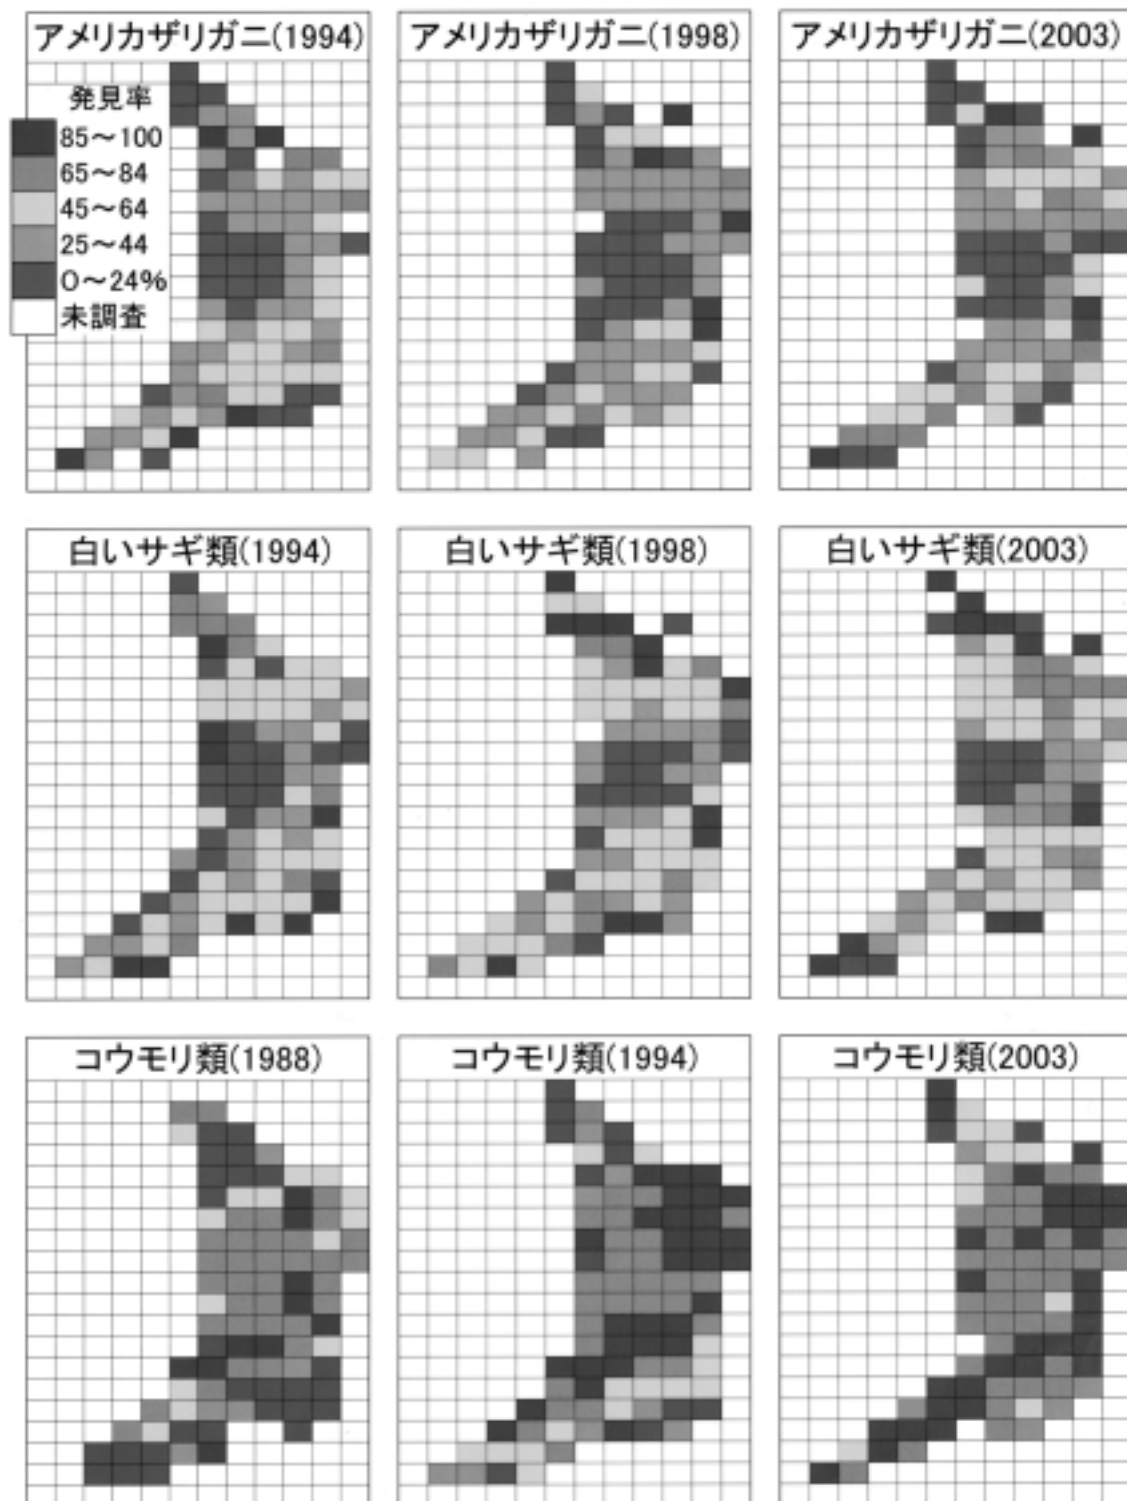 アメリカザリガニ(1994)
アメリカザリガニ(1998)
アメリカザリガニ(2003)
発見率
85～100
65～84
45～64
25～44
0～24%
未調査
白いサギ類(1994)
白いサギ類(1998)
白いサギ類(2003)
コウモリ類(1988)
コウモリ類(1994)
コウモリ類(2003)